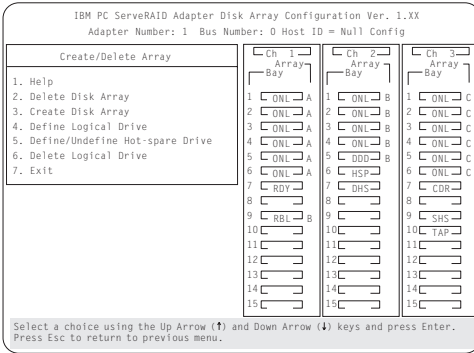 IBM PC ServeRAID Adapter Disk Array Configuration Ver. 1.XX
Adapter Number: 1 Bus Number: 0 Host ID = Null Config
Create/Delete Array
1. Help
2. Delete Disk Array
3. Create Disk Array
4. Define Logical Drive
5. Define/Undefine Hot-spare Drive
6. Delete Logical Drive
7. Exit
Ch 1 Ch 2 Ch 3
Array Array Array
Bay Bay Bay
1 ONL A 1 ONL B 1 ONL C
2 ONL A 2 ONL B 2 ONL C
3 ONL A 3 ONL B 3 ONL C
4 ONL A 4 ONL B 4 ONL C
5 ONL A 5 DDD B 5 ONL C
6 ONL A 6 HSP 6 ONL C
7 RDY 7 DHS 7 CDR
8 8 8
9 RBL B 9 9 SHS
10 10 10 TAP
11 11 11
12 12 12
13 13 13
14 14 14
15 15 15
Select a choice using the Up Arrow (↑) and Down Arrow (↓) keys and press Enter.
Press Esc to return to previous menu.